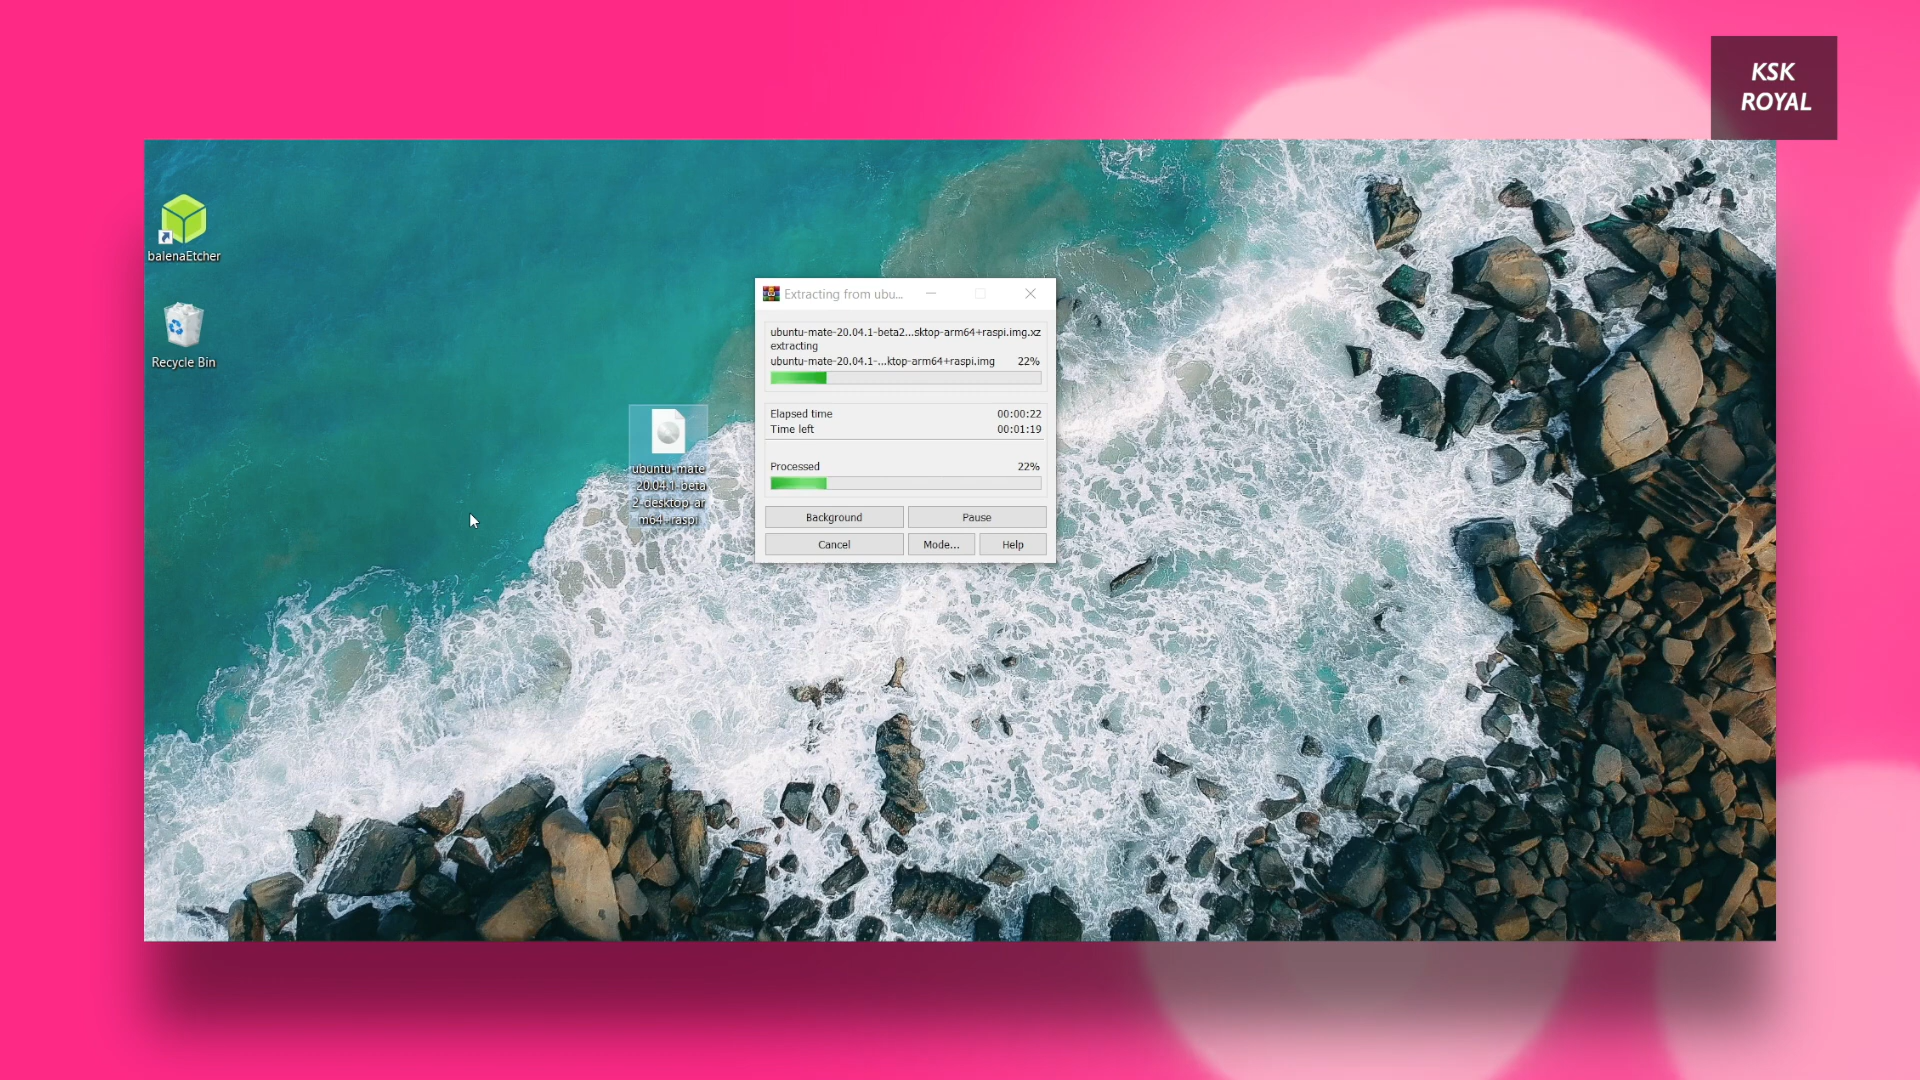 KSK
ROYAL
balenaEtcher
Recycle Bin
ubuntu-mate
20.04.1-beta
2-desktop-ar
m64+raspi
Extracting from ubu...
ubuntu-mate-20.04.1-beta2...sktop-arm64+raspi.img.xz
extracting
ubuntu-mate-20.04.1-...ktop-arm64+raspi.img 22%
Elapsed time 00:00:22
Time left 00:01:19
Processed 22%
Background Pause
Cancel Mode... Help